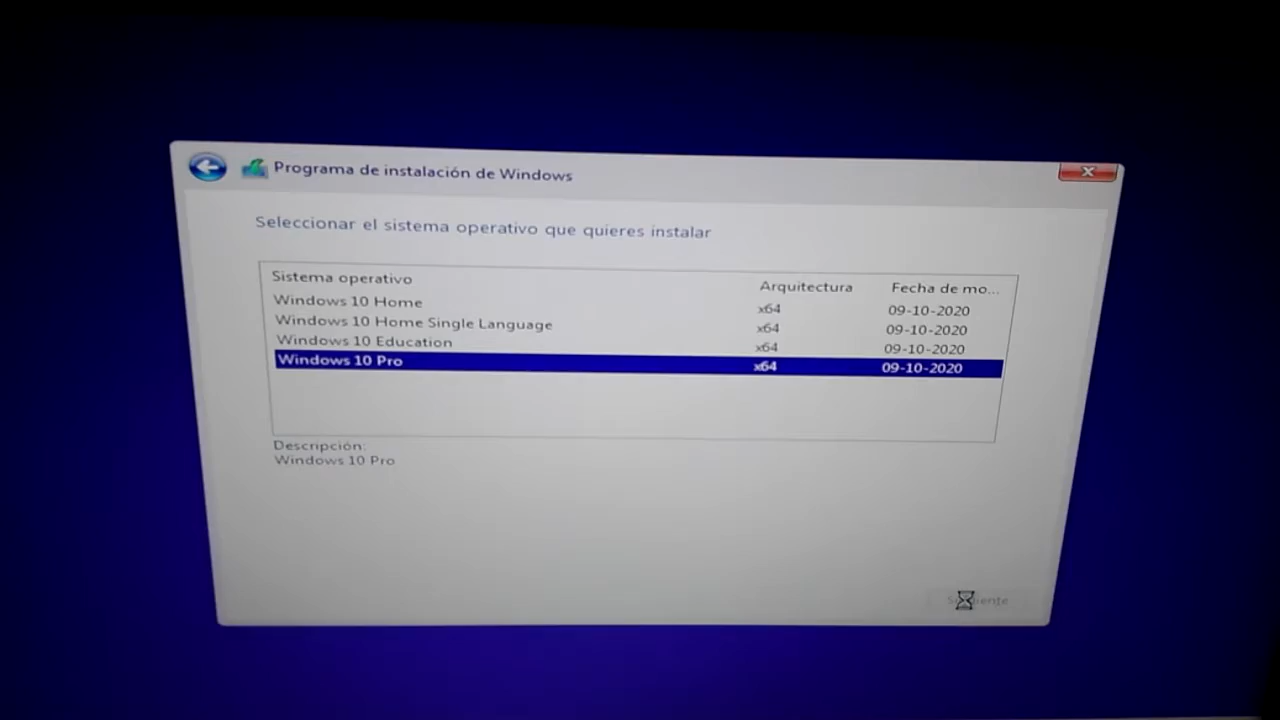 Programa de instalación de Windows
Seleccionar el sistema operativo que quieres instalar
Sistema operativo Arquitectura Fecha de mo...
Windows 10 Home x64 09-10-2020
Windows 10 Home Single Language x64 09-10-2020
Windows 10 Education x64 09-10-2020
Windows 10 Pro x64 09-10-2020
Descripción:
Windows 10 Pro